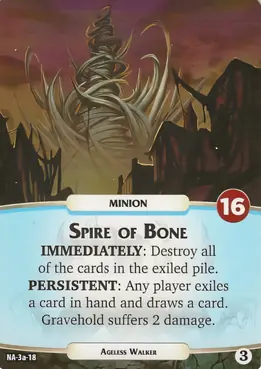 MINION
16
SPIRE OF BONE
IMMEDIATELY: Destroy all
of the cards in the exiled pile.
PERSISTENT: Any player exiles
a card in hand and draws a card.
Gravehold suffers 2 damage.
AGELESS WALKER
NA-3a-18
3